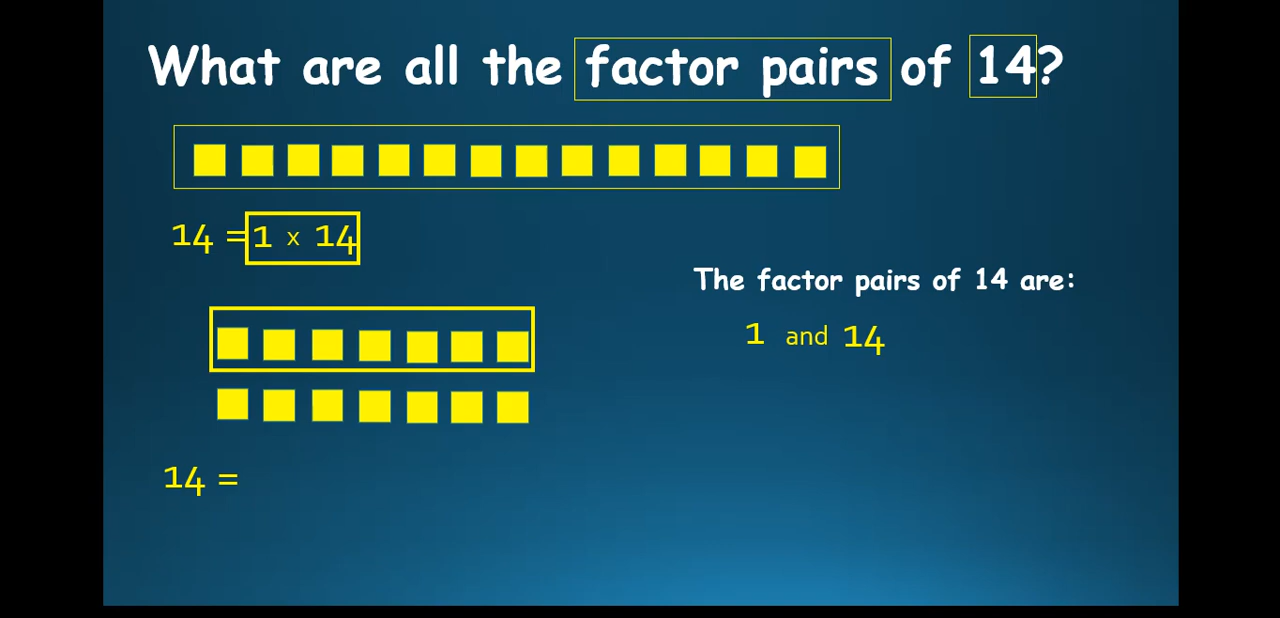 What are all the factor pairs of 14?
14 = 1 x 14
The factor pairs of 14 are:
1 and 14
14 =